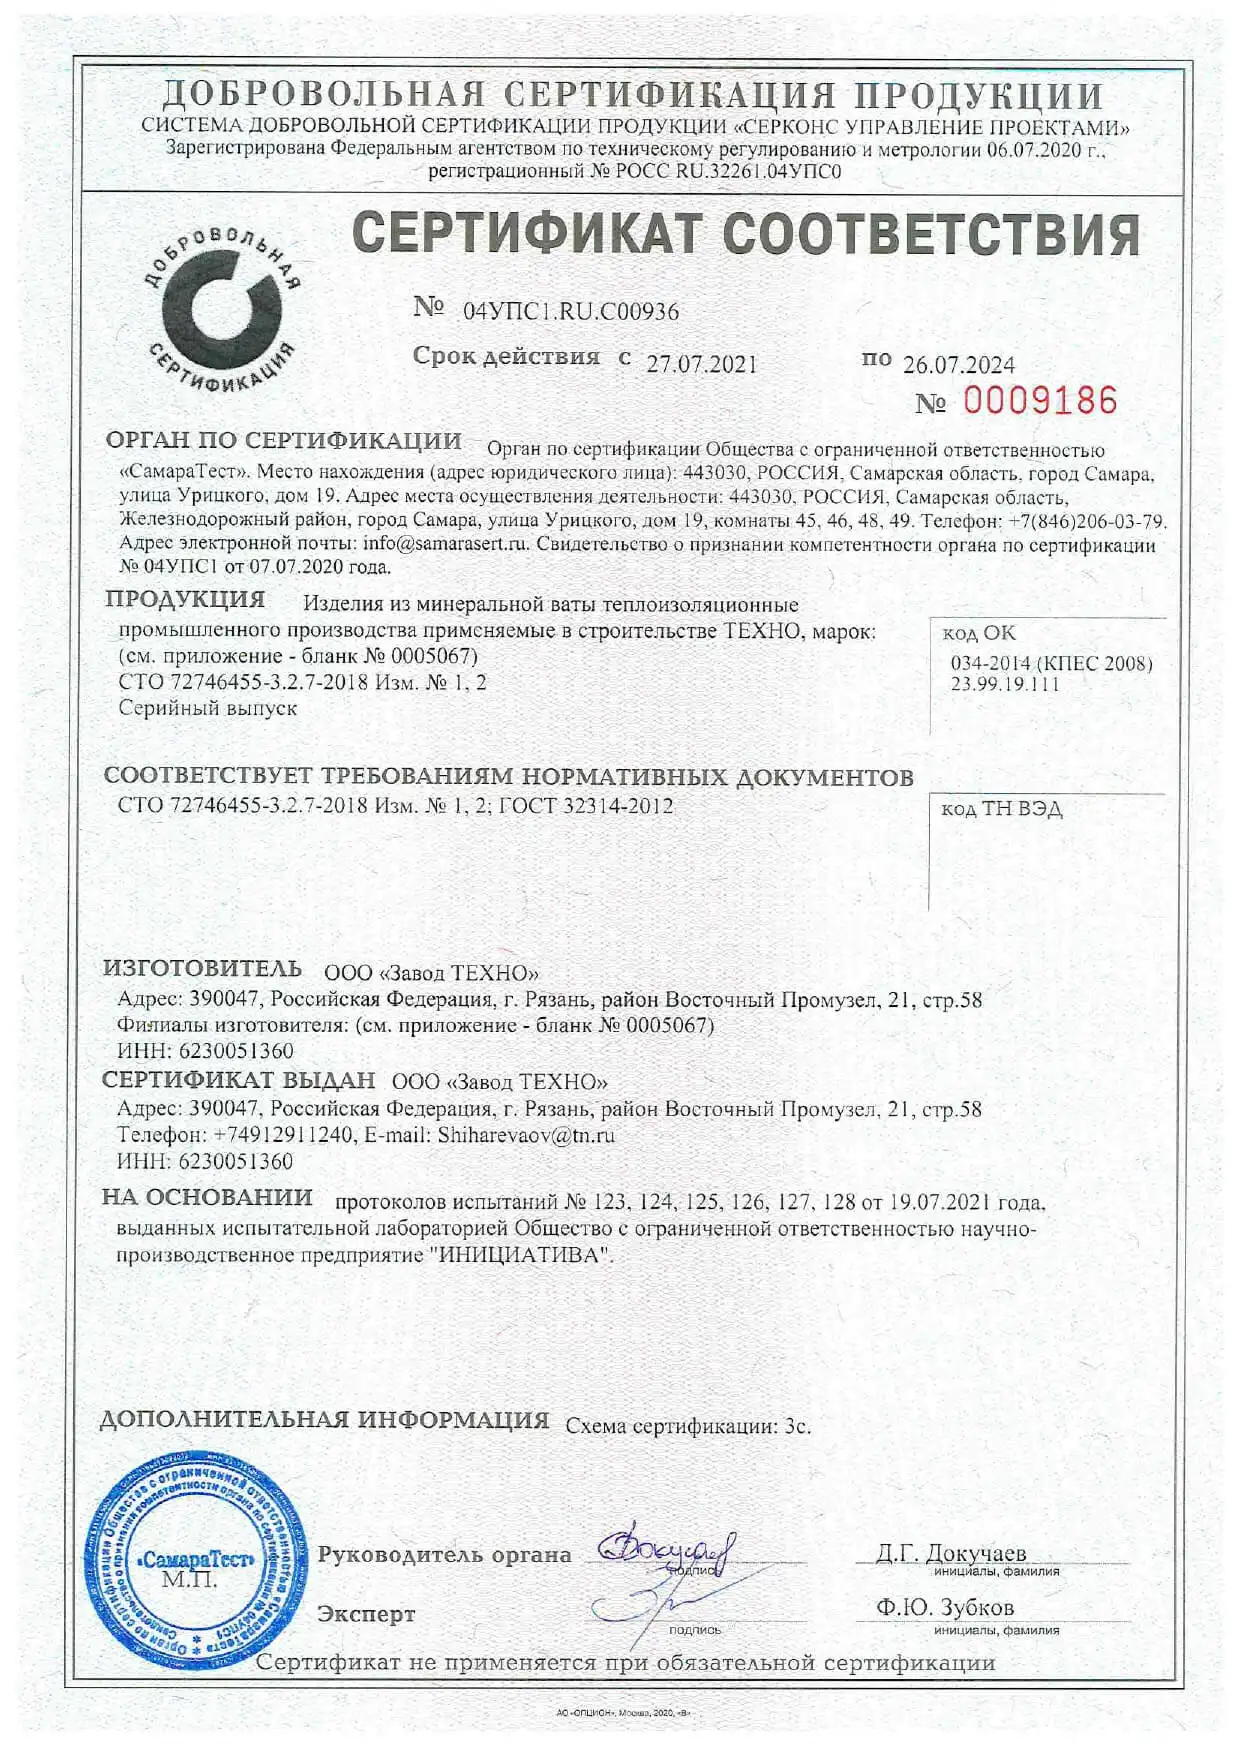 ДОБРОВОЛЬНАЯ СЕРТИФИКАЦИЯ ПРОДУКЦИИ
СИСТЕМА ДОБРОВОЛЬНОЙ СЕРТИФИКАЦИИ ПРОДУКЦИИ «СЕРКОНС УПРАВЛЕНИЕ ПРОЕКТАМИ»
Зарегистрирована Федеральным агентством по техническому регулированию и метрологии 06.07.2020 г.,
регистрационный № РОСС RU.32261.04УПС0
СЕРТИФИКАТ СООТВЕТСТВИЯ
ДОБРОВОЛЬНАЯ
СЕРТИФИКАЦИЯ
№ 04УПС1.RU.C00936
Срок действия с 27.07.2021 по 26.07.2024
№ 0009186
ОРГАН ПО СЕРТИФИКАЦИИ Орган по сертификации Общества с ограниченной ответственностью
«СамараТест». Место нахождения (адрес юридического лица): 443030, РОССИЯ, Самарская область, город Самара,
улица Урицкого, дом 19. Адрес места осуществления деятельности: 443030, РОССИЯ, Самарская область,
Железнодорожный район, город Самара, улица Урицкого, дом 19, комнаты 45, 46, 48, 49. Телефон: +7(846)206-03-79.
Адрес электронной почты: info@samarasert.ru. Свидетельство о признании компетентности органа по сертификации
№ 04УПС1 от 07.07.2020 года.
ПРОДУКЦИЯ Изделия из минеральной ваты теплоизоляционные
промышленного производства применяемые в строительстве ТЕХНО, марок:
(см. приложение - бланк № 0005067)
СТО 72746455-3.2.7-2018 Изм. № 1, 2
Серийный выпуск
код ОК
034-2014 (КПЕС 2008)
23.99.19.111
СООТВЕТСТВУЕТ ТРЕБОВАНИЯМ НОРМАТИВНЫХ ДОКУМЕНТОВ
СТО 72746455-3.2.7-2018 Изм. № 1, 2; ГОСТ 32314-2012
код ТН ВЭД
ИЗГОТОВИТЕЛЬ ООО «Завод ТЕХНО»
Адрес: 390047, Российская Федерация, г. Рязань, район Восточный Промузел, 21, стр.58
Филиалы изготовителя: (см. приложение - бланк № 0005067)
ИНН: 6230051360
СЕРТИФИКАТ ВЫДАН ООО «Завод ТЕХНО»
Адрес: 390047, Российская Федерация, г. Рязань, район Восточный Промузел, 21, стр.58
Телефон: +74912911240, E-mail: Shiharevaov@tn.ru
ИНН: 6230051360
НА ОСНОВАНИИ протоколов испытаний № 123, 124, 125, 126, 127, 128 от 19.07.2021 года,
выданных испытательной лабораторией Общество с ограниченной ответственностью научно-
производственное предприятие "ИНИЦИАТИВА".
ДОПОЛНИТЕЛЬНАЯ ИНФОРМАЦИЯ Схема сертификации: 3с.
«СамараТест»
М.П.
Руководитель органа
подпись
Д.Г. Докучаев
инициалы, фамилия
Эксперт
подпись
Ф.Ю. Зубков
инициалы, фамилия
Сертификат не применяется при обязательной сертификации
АО «ОПЦИОН», Москва, 2020, «В»